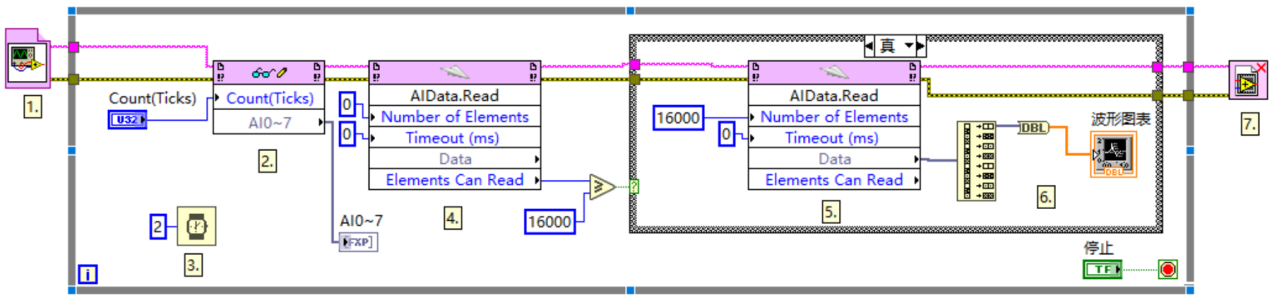 真
1.
Count(Ticks)
U32
Count(Ticks)
AI0~7
2.
0
0
AIData.Read
Number of Elements
Timeout (ms)
Data
Elements Can Read
4.
16000
16000
0
AIData.Read
Number of Elements
Timeout (ms)
Data
Elements Can Read
5.
DBL
6.
波形图表
DBL
7.
2
3.
AI0~7
FXP
停止
TF
i
?